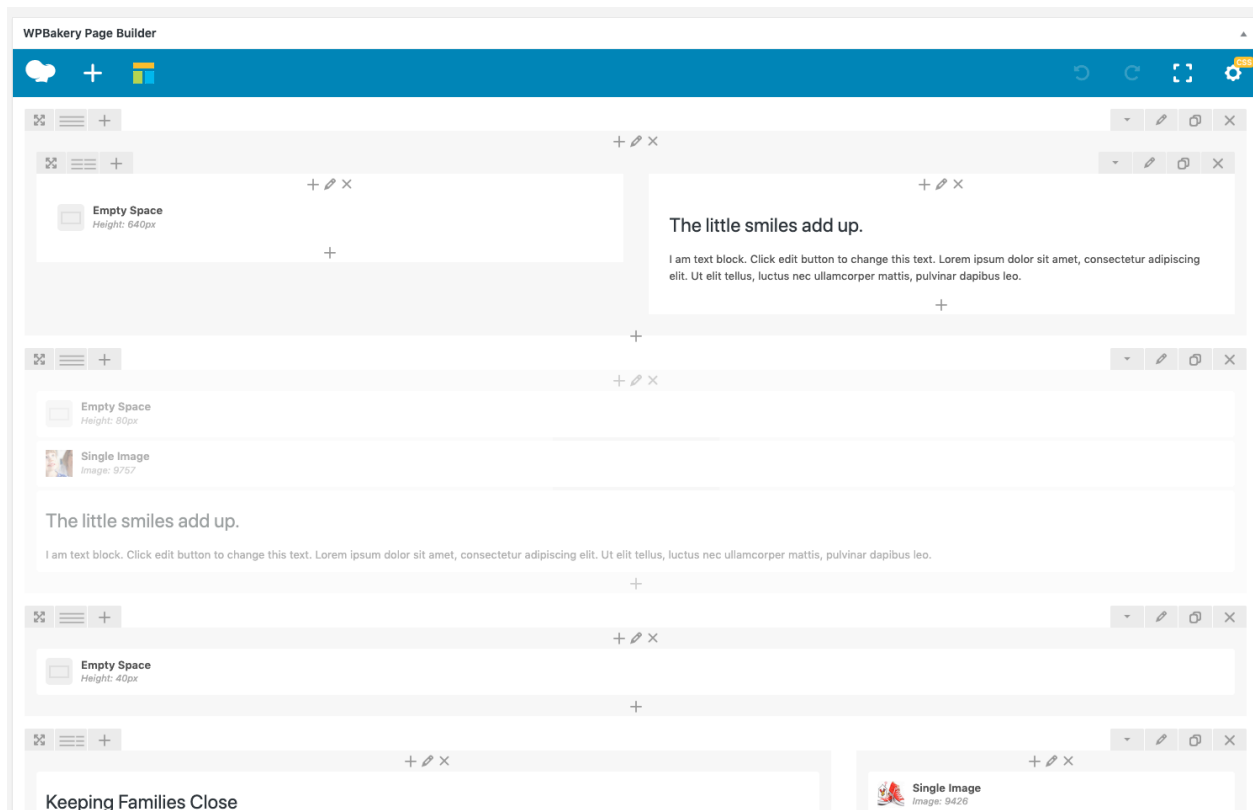 WPBakery Page Builder
CSS
Empty Space
Height: 640px
The little smiles add up.
I am text block. Click edit button to change this text. Lorem ipsum dolor sit amet, consectetur adipiscing
elit. Ut elit tellus, luctus nec ullamcorper mattis, pulvinar dapibus leo.
Empty Space
Height: 80px
Single Image
Image: 9757
The little smiles add up.
I am text block. Click edit button to change this text. Lorem ipsum dolor sit amet, consectetur adipiscing elit. Ut elit tellus, luctus nec ullamcorper mattis, pulvinar dapibus leo.
Empty Space
Height: 40px
Keeping Families Close
Single Image
Image: 9426